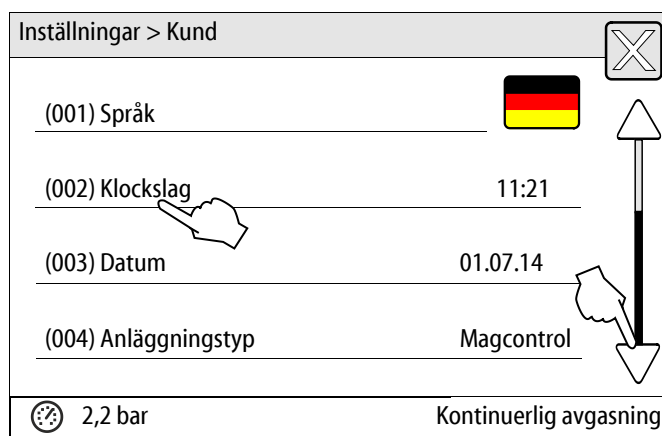 Inställningar > Kund
X
(001) Språk
(002) Klockslag 11:21
(003) Datum 01.07.14
(004) Anläggningstyp Magcontrol
2,2 bar Kontinuerlig avgasning